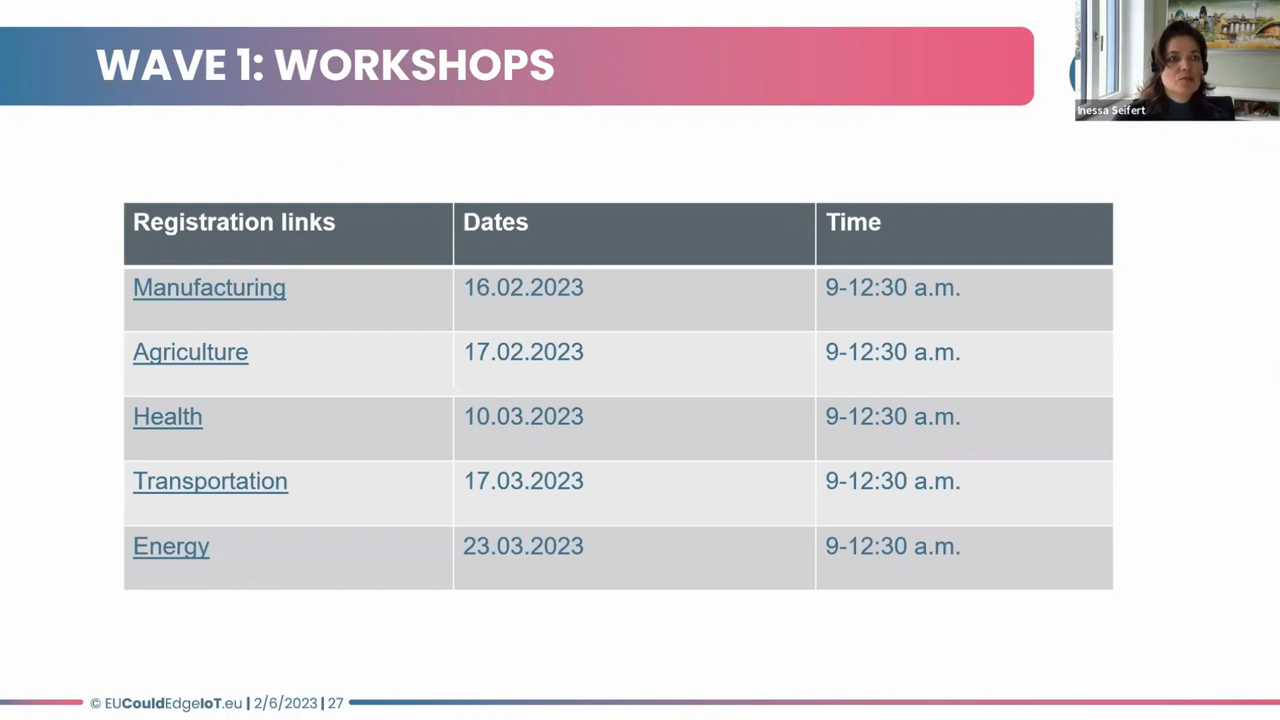 WAVE 1: WORKSHOPS
Inessa Seifert
Registration links Dates Time
Manufacturing 16.02.2023 9-12:30 a.m.
Agriculture 17.02.2023 9-12:30 a.m.
Health 10.03.2023 9-12:30 a.m.
Transportation 17.03.2023 9-12:30 a.m.
Energy 23.03.2023 9-12:30 a.m.
© EUCouldEdgeIoT.eu | 2/6/2023 | 27